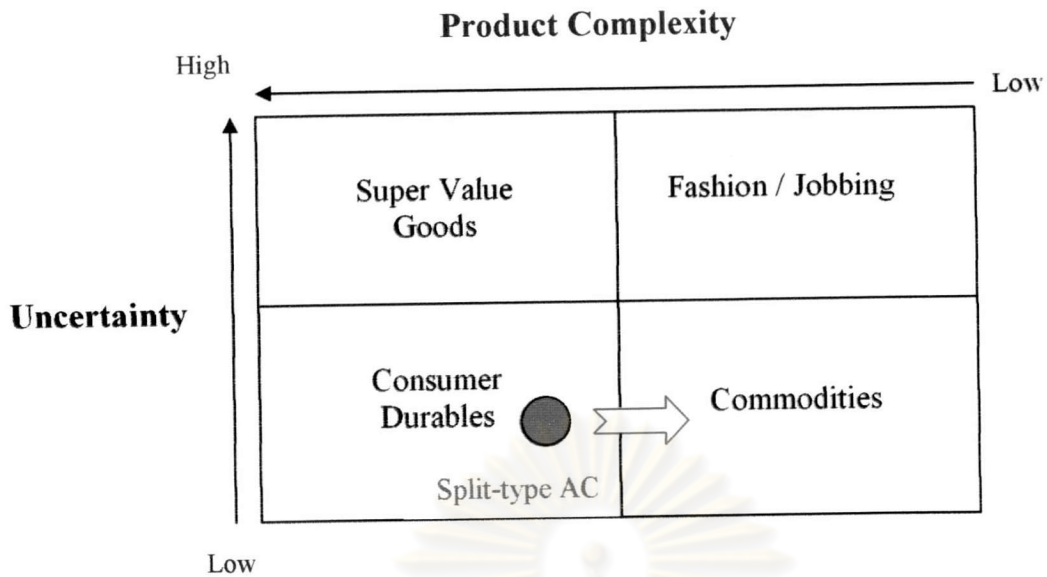 Product Complexity
High
Low
Super Value
Goods
Fashion / Jobbing
Uncertainty
Consumer
Durables
Commodities
Split-type AC
Low